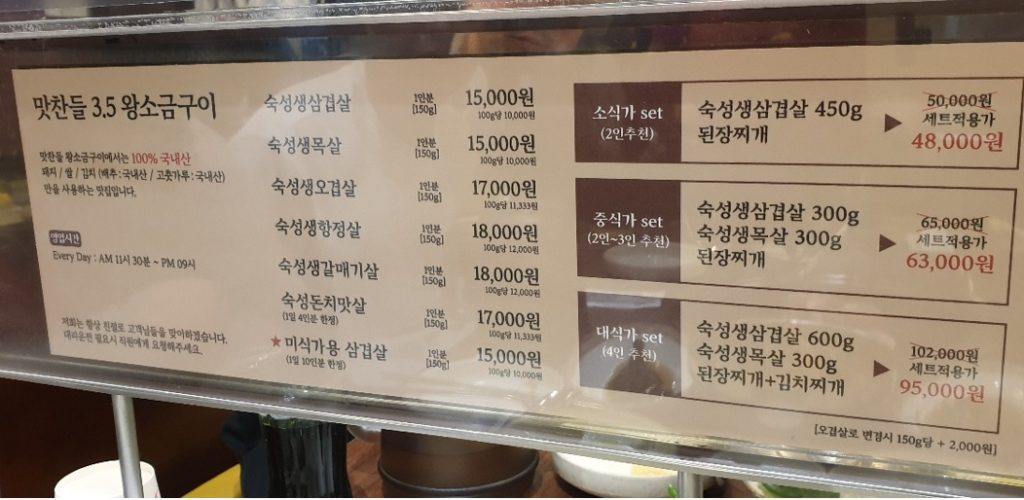 맛찬들 3.5 왕소금구이
맛찬들 왕소금구이에서는 100% 국내산
돼지 / 쌀 / 김치 (배추 : 국내산 / 고춧가루 : 국내산)
만을 사용하는 맛집입니다.
영업시간
Every Day : AM 11시 30분 ~ PM 09시
저희는 항상 친절로 고객님들을 맞이하겠습니다.
대리운전 필요시 직원에게 요청해주세요.
숙성생삼겹살 1인분 [150g] 15,000원
100g당 10,000원
숙성생목살 1인분 [150g] 15,000원
100g당 10,000원
숙성생오겹살 1인분 [150g] 17,000원
100g당 11,333원
숙성생항정살 1인분 [150g] 18,000원
100g당 12,000원
숙성생갈매기살 1인분 [150g] 18,000원
100g당 12,000원
숙성돈치맛살 1인분 [150g] 17,000원
(1일 4인분 한정) 100g당 11,333원
★ 미식가용 삼겹살 1인분 [150g] 15,000원
(1일 10인분 한정) 100g당 10,000원
소식가 set
(2인추천)
숙성생삼겹살 450g
된장찌개
▶
50,000원
세트적용가
48,000원
중식가 set
(2인~3인 추천)
숙성생삼겹살 300g
숙성생목살 300g
된장찌개
▶
65,000원
세트적용가
63,000원
대식가 set
(4인 추천)
숙성생삼겹살 600g
숙성생목살 300g
된장찌개+김치찌개
▶
102,000원
세트적용가
95,000원
[오겹살로 변경시 150g당 + 2,000원]